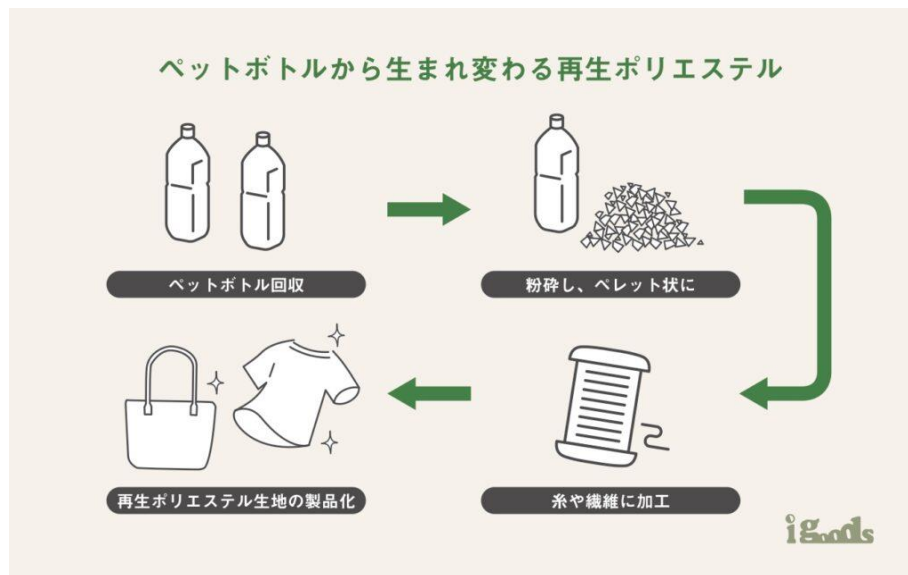 ペットボトルから生まれ変わる再生ポリエステル
ペットボトル回収
粉砕し、ペレット状に
糸や繊維に加工
再生ポリエステル生地の製品化
igoods